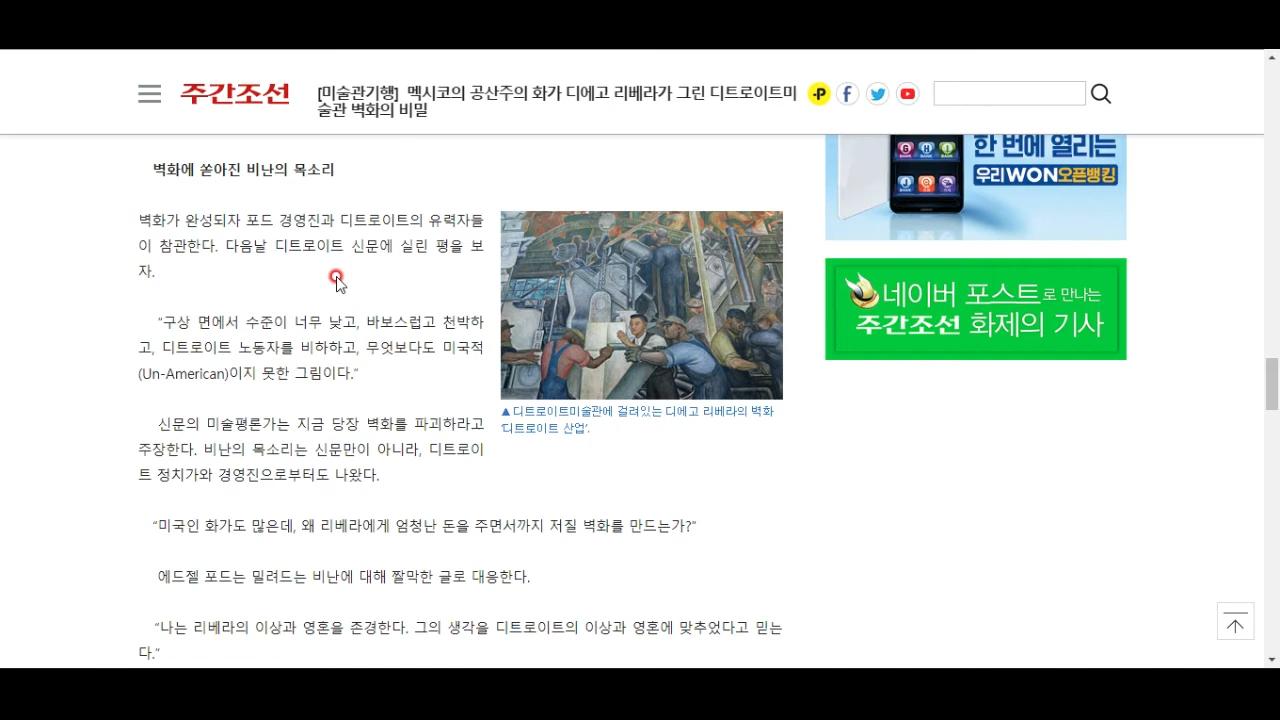 주간조선
[미술관기행] 멕시코의 공산주의 화가 디에고 리베라가 그린 디트로이트미
술관 벽화의 비밀
벽화에 쏟아진 비난의 목소리
벽화가 완성되자 포드 경영진과 디트로이트의 유력자들
이 참관한다. 다음날 디트로이트 신문에 실린 평을 보
자.
“구상 면에서 수준이 너무 낮고, 바보스럽고 천박하
고, 디트로이트 노동자를 비하하고, 무엇보다도 미국적
(Un-American)이지 못한 그림이다.”
▲ 디트로이트미술관에 걸려있는 디에고 리베라의 벽화
‘디트로이트 산업’.
신문의 미술평론가는 지금 당장 벽화를 파괴하라고
주장한다. 비난의 목소리는 신문만이 아니라, 디트로이
트 정치가와 경영진으로부터도 나왔다.
“미국인 화가도 많은데, 왜 리베라에게 엄청난 돈을 주면서까지 저질 벽화를 만드는가?”
에드젤 포드는 밀려드는 비난에 대해 짤막한 글로 대응한다.
“나는 리베라의 이상과 영혼을 존경한다. 그의 생각을 디트로이트의 이상과 영혼에 맞추었다고 믿는
다.”
한 번에 열리는
우리WON오픈뱅킹
네이버 포스트로 만나는
주간조선 화제의 기사